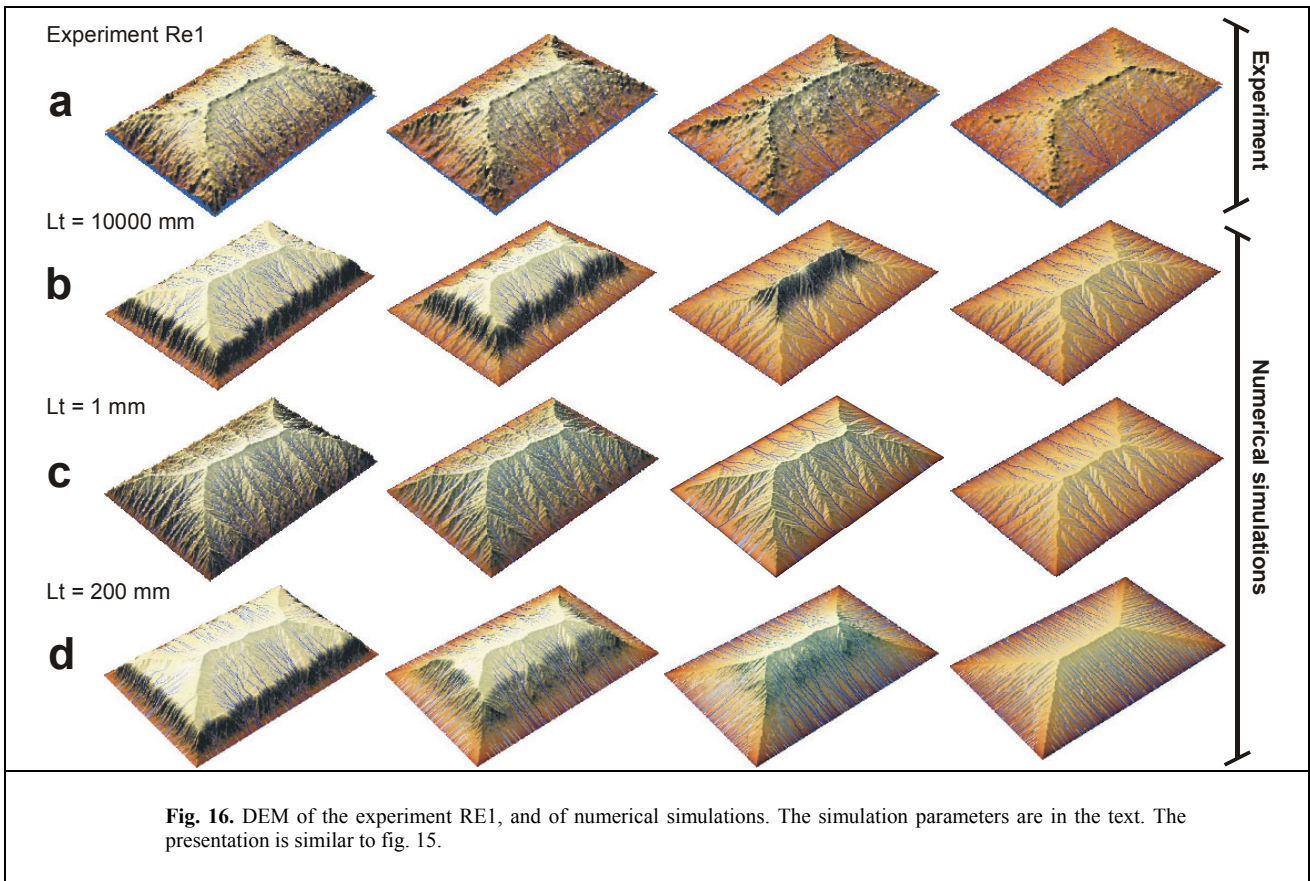 Experiment Re1
a
Experiment
Lt = 10000 mm
b
Lt = 1 mm
c
Lt = 200 mm
d
Numerical simulations
Fig. 16. DEM of the experiment RE1, and of numerical simulations. The simulation parameters are in the text. The
presentation is similar to fig. 15.